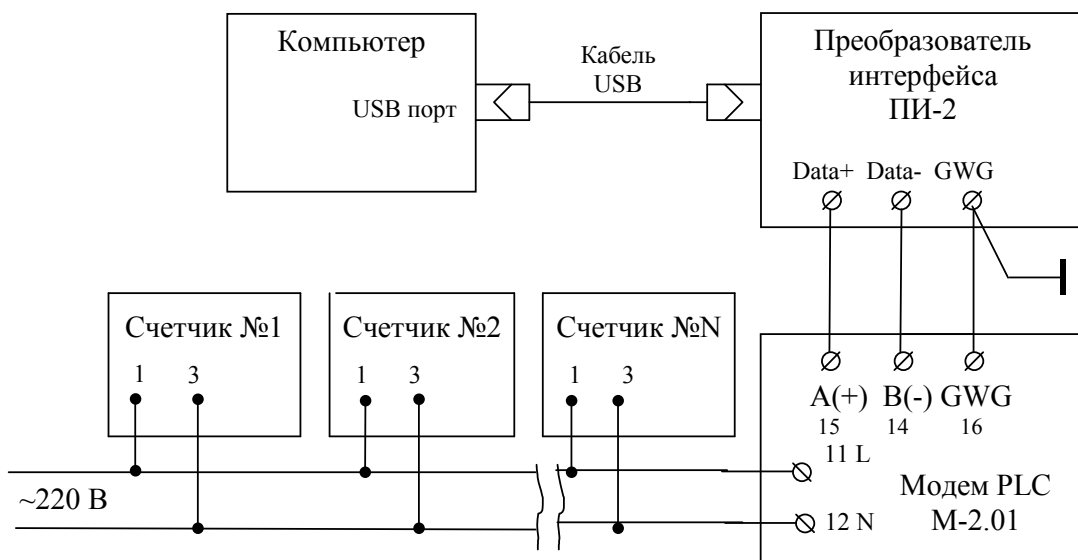 Компьютер
USB порт
Кабель
USB
Преобразователь
интерфейса
ПИ-2
Data+ Data- GWG
Счетчик №1
1 3
Счетчик №2
1 3
Счетчик №N
1 3
A(+) B(-) GWG
15 14 16
11 L
Модем PLC
М-2.01
12 N
~220 В